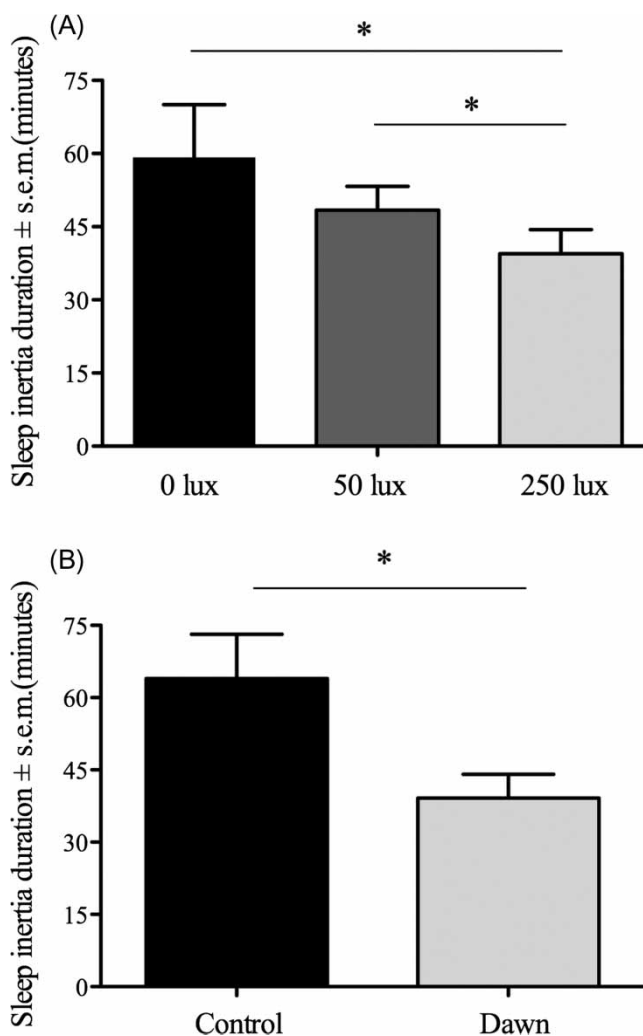 (A)
*
*
Sleep inertia duration ± s.e.m.(minutes)
75
60
45
30
15
0
0 lux 50 lux 250 lux
(B)
*
Sleep inertia duration ± s.e.m.(minutes)
75
60
45
30
15
0
Control Dawn